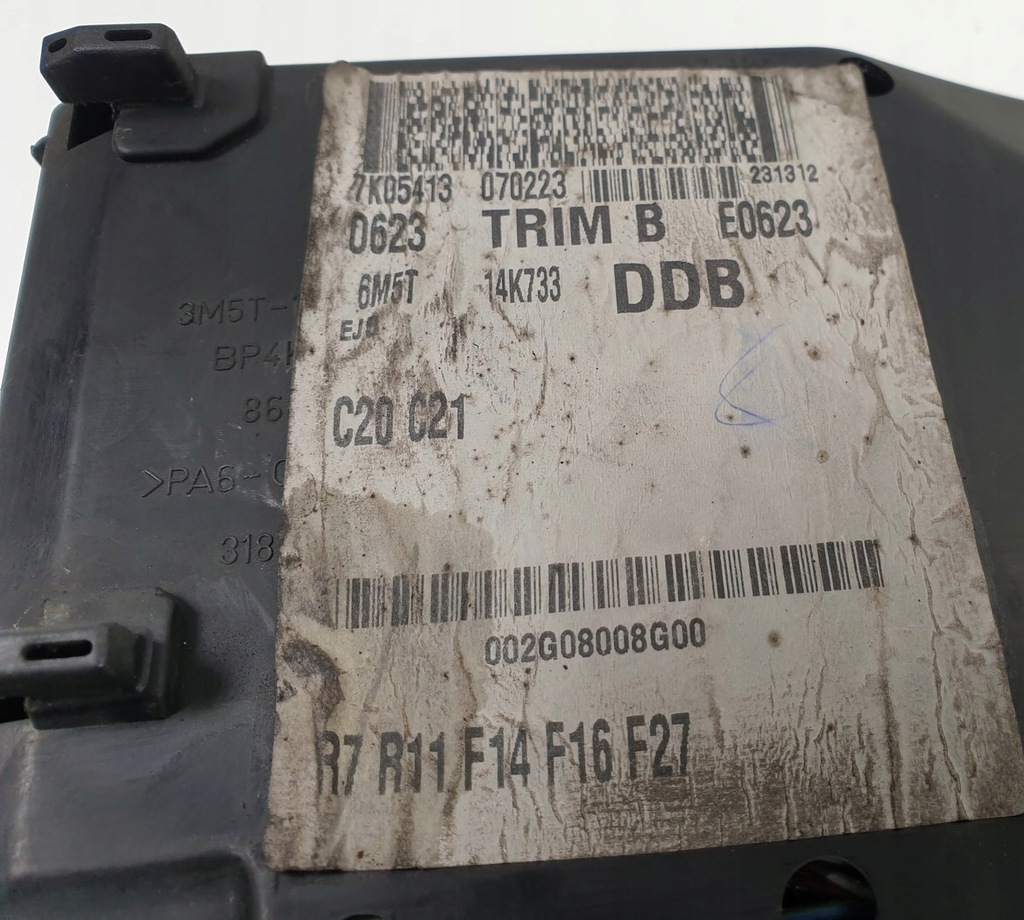 7K05413 070223 231312
0623 TRIM B E0623
6M5T 14K733 DDB
3M5T-
BP4
86
C20 C21
>PA6-
318
002G08008G00
R7 R11 F14 F16 F27